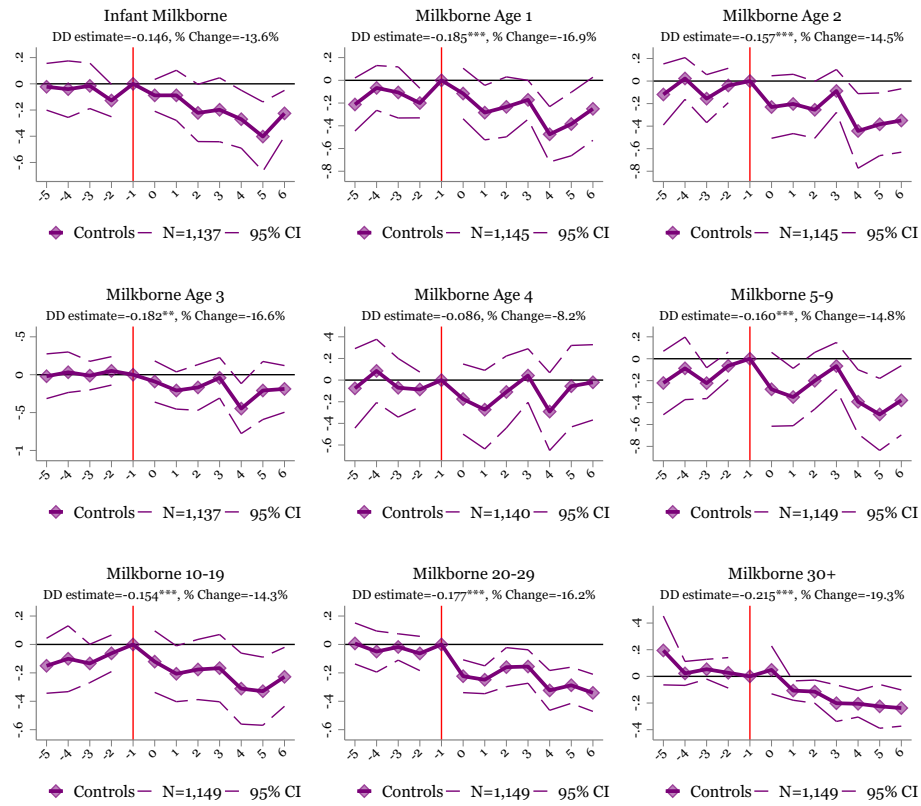 Infant Milkborne
DD estimate=-0.146, % Change=-13.6%
.2
0
-.2
-.4
-.6
-5 -4 -3 -2 -1 0 1 2 3 4 5 6
Controls N=1,137 95% CI
Milkborne Age 1
DD estimate=-0.185***, % Change=-16.9%
.2
0
-.2
-.4
-.6
-.8
-5 -4 -3 -2 -1 0 1 2 3 4 5 6
Controls N=1,145 95% CI
Milkborne Age 2
DD estimate=-0.157***, % Change=-14.5%
.2
0
-.2
-.4
-.6
-.8
-5 -4 -3 -2 -1 0 1 2 3 4 5 6
Controls N=1,145 95% CI
Milkborne Age 3
DD estimate=-0.182**, % Change=-16.6%
.5
0
-.5
-1
-5 -4 -3 -2 -1 0 1 2 3 4 5 6
Controls N=1,137 95% CI
Milkborne Age 4
DD estimate=-0.086, % Change=-8.2%
.4
.2
0
-.2
-.4
-.6
-5 -4 -3 -2 -1 0 1 2 3 4 5 6
Controls N=1,140 95% CI
Milkborne 5-9
DD estimate=-0.160***, % Change=-14.8%
.2
0
-.2
-.4
-.6
-.8
-5 -4 -3 -2 -1 0 1 2 3 4 5 6
Controls N=1,149 95% CI
Milkborne 10-19
DD estimate=-0.154***, % Change=-14.3%
.2
0
-.2
-.4
-.6
-5 -4 -3 -2 -1 0 1 2 3 4 5 6
Controls N=1,149 95% CI
Milkborne 20-29
DD estimate=-0.177***, % Change=-16.2%
.2
0
-.2
-.4
-.6
-5 -4 -3 -2 -1 0 1 2 3 4 5 6
Controls N=1,149 95% CI
Milkborne 30+
DD estimate=-0.215***, % Change=-19.3%
.4
.2
0
-.2
-.4
-5 -4 -3 -2 -1 0 1 2 3 4 5 6
Controls N=1,149 95% CI